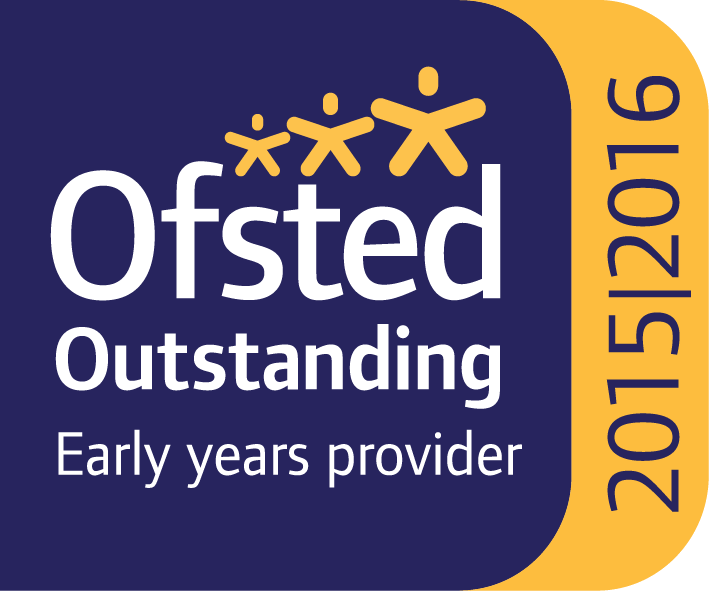 Ofsted
Outstanding
Early years provider
2015|2016